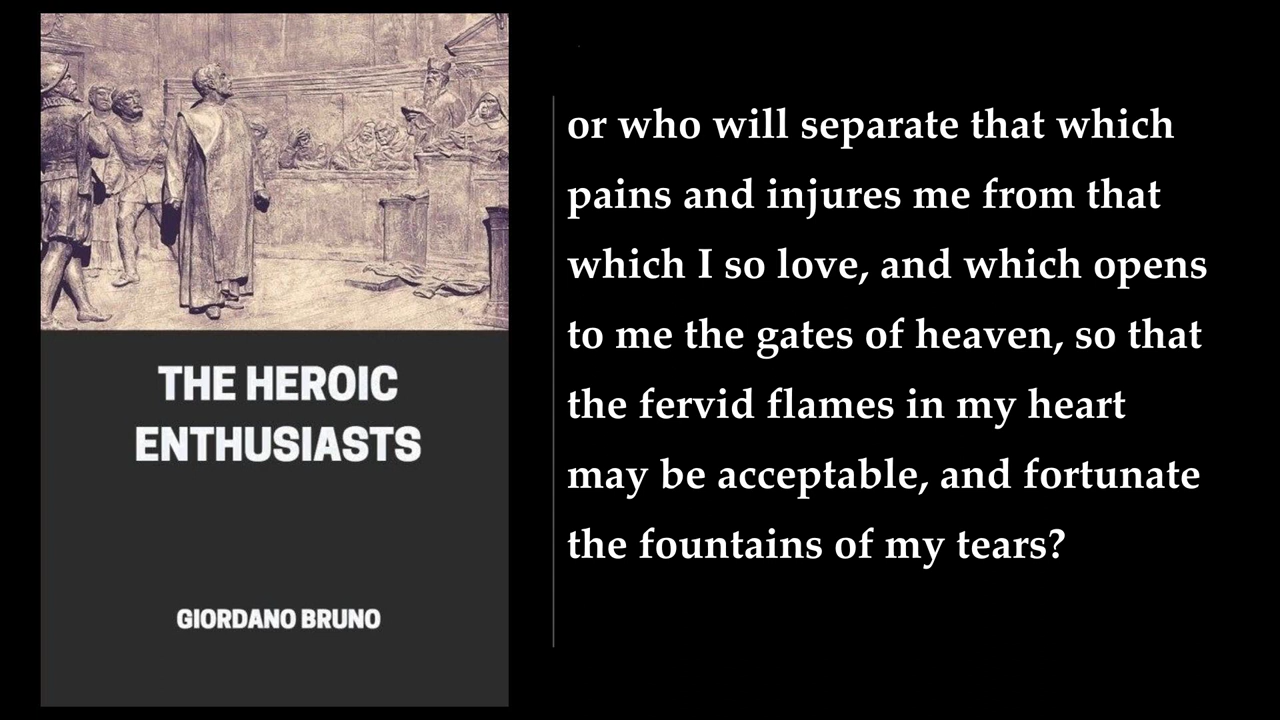 THE HEROIC
ENTHUSIASTS
GIORDANO BRUNO
or who will separate that which
pains and injures me from that
which I so love, and which opens
to me the gates of heaven, so that
the fervid flames in my heart
may be acceptable, and fortunate
the fountains of my tears?